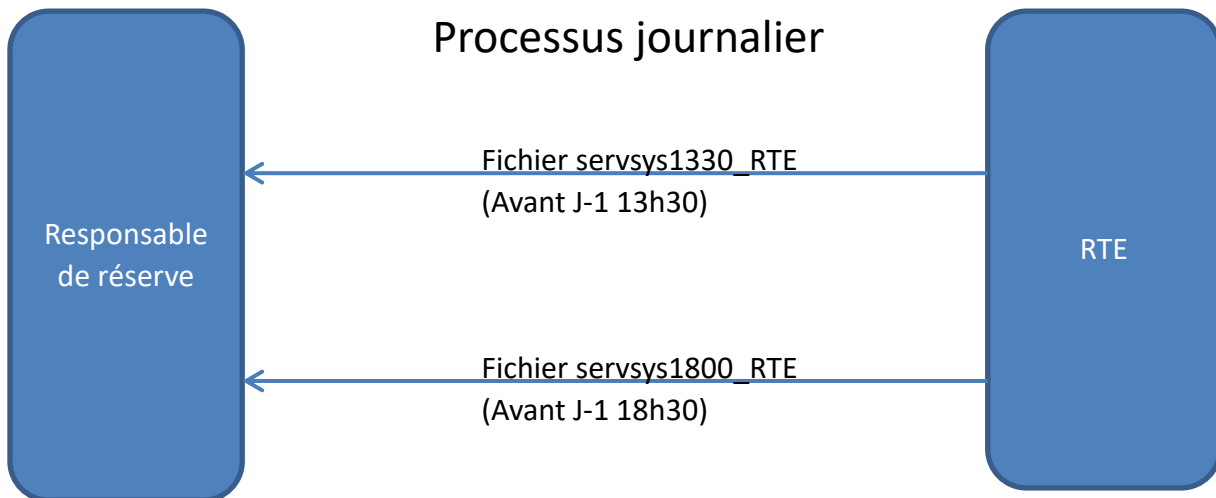 Processus journalier
Fichier servsys1330_RTE
(Avant J-1 13h30)
Responsable
de réserve
RTE
Fichier servsys1800_RTE
(Avant J-1 18h30)